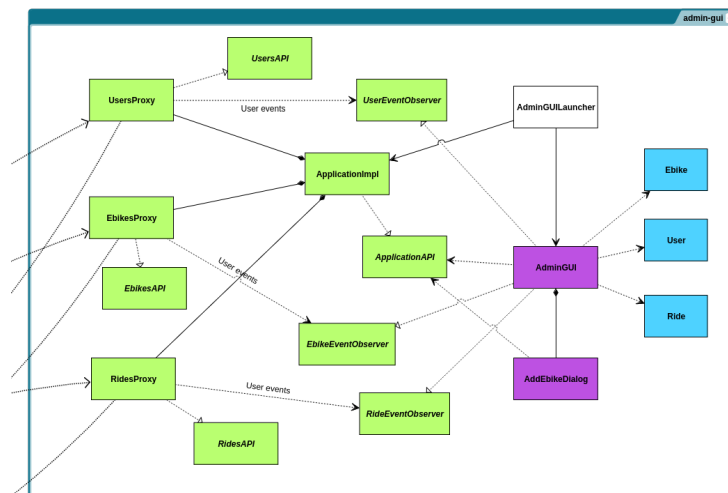 admin-gui
UsersAPI
UsersProxy
User events
UserEventObserver
AdminGUILauncher
ApplicationImpl
Ebike
EbikesProxy
User events
ApplicationAPI
AdminGUI
User
EbikesAPI
Ride
EbikeEventObserver
RidesProxy
User events
RideEventObserver
AddEbikeDialog
RidesAPI